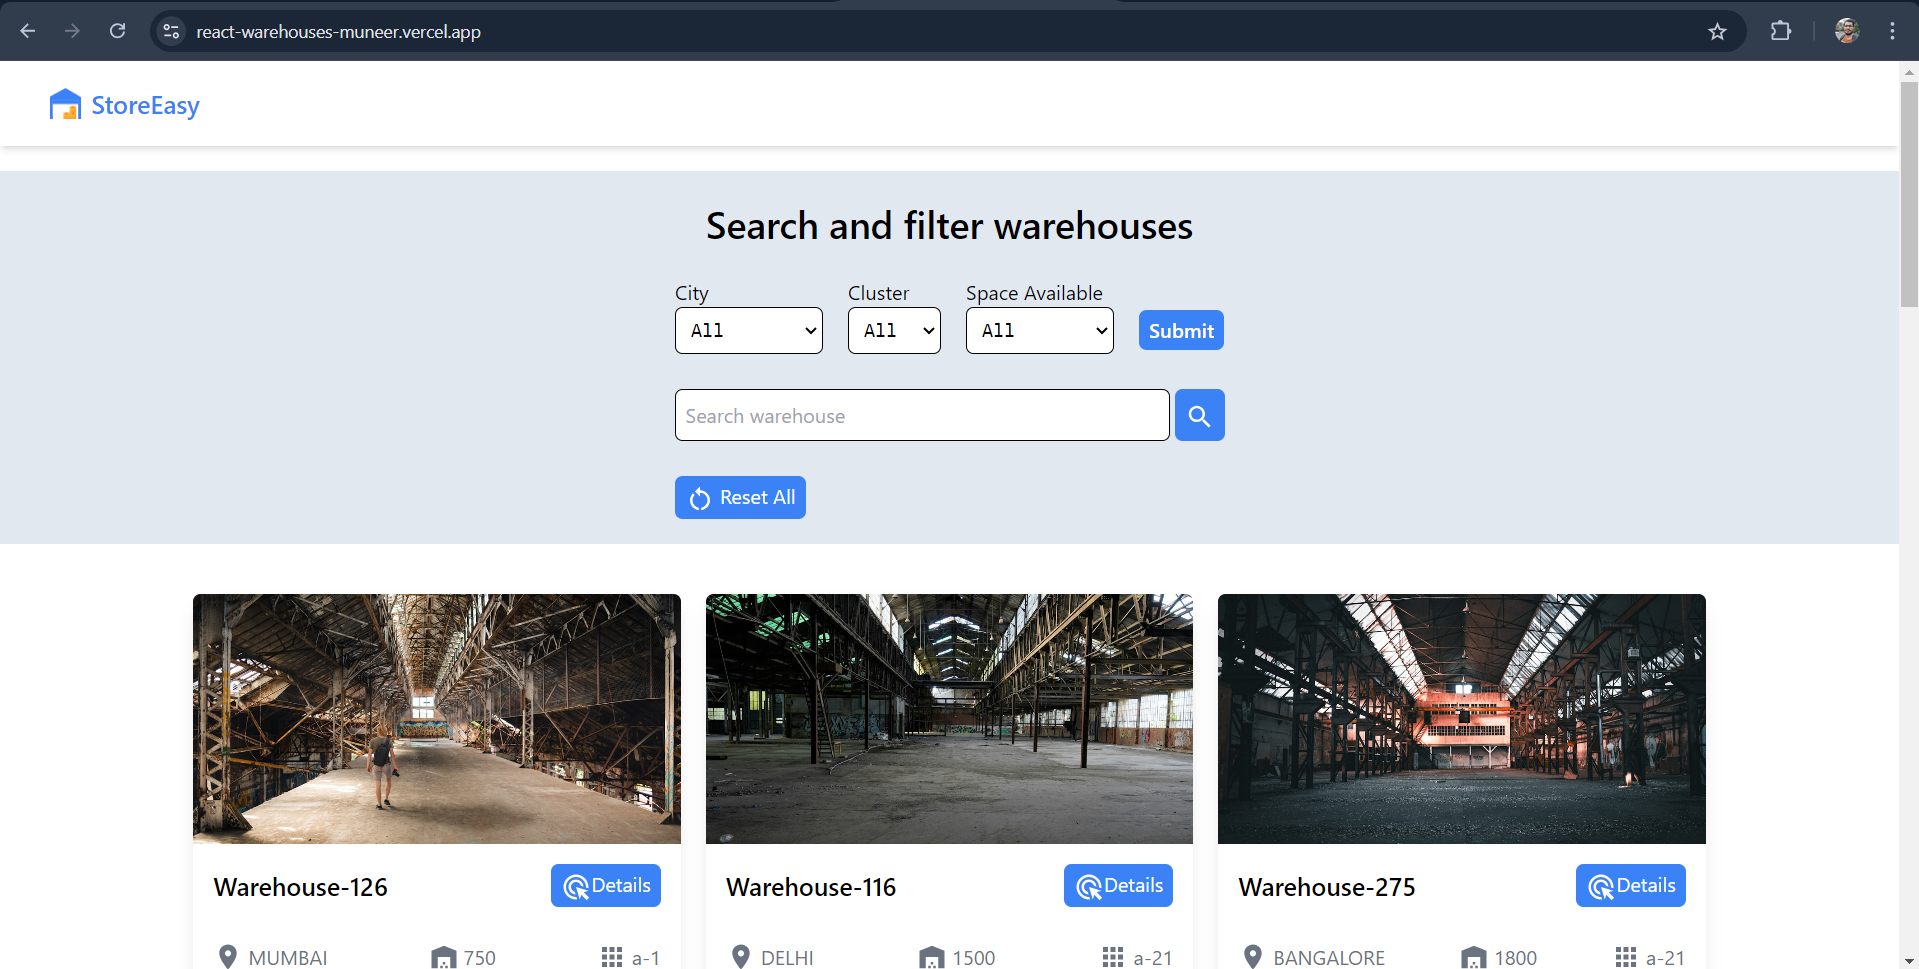 react-warehouses-muneer.vercel.app
StoreEasy
Search and filter warehouses
City Cluster Space Available
All All All Submit
Search warehouse
Reset All
Warehouse-126 Details
MUMBAI 750 a-1
Warehouse-116 Details
DELHI 1500 a-21
Warehouse-275 Details
BANGALORE 1800 a-21